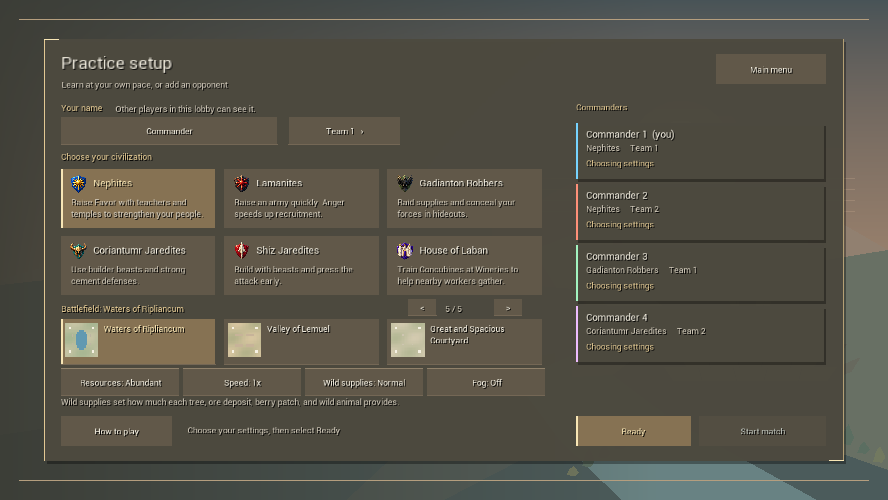 Practice setup
Main menu
Learn at your own pace, or add an opponent
Your name Other players in this lobby can see it.
Commander Team 1 ›
Choose your civilization
Nephites
Raise Favor with teachers and
temples to strengthen your people.
Lamanites
Raise an army quickly. Anger
speeds up recruitment.
Gadianton Robbers
Raid supplies and conceal your
forces in hideouts.
Coriantumr Jaredites
Use builder beasts and strong
cement defenses.
Shiz Jaredites
Build with beasts and press the
attack early.
House of Laban
Train Concubines at Wineries to
help nearby workers gather.
Battlefield: Waters of Ripliancum
< 5 / 5 >
Waters of Ripliancum
Valley of Lemuel
Great and Spacious
Courtyard
Resources: Abundant Speed: 1x Wild supplies: Normal Fog: Off
Wild supplies set how much each tree, ore deposit, berry patch, and wild animal provides.
How to play Choose your settings, then select Ready
Commanders
Commander 1 (you)
Nephites Team 1
Choosing settings
Commander 2
Nephites Team 2
Choosing settings
Commander 3
Gadianton Robbers Team 1
Choosing settings
Commander 4
Coriantumr Jaredites Team 2
Choosing settings
Ready Start match